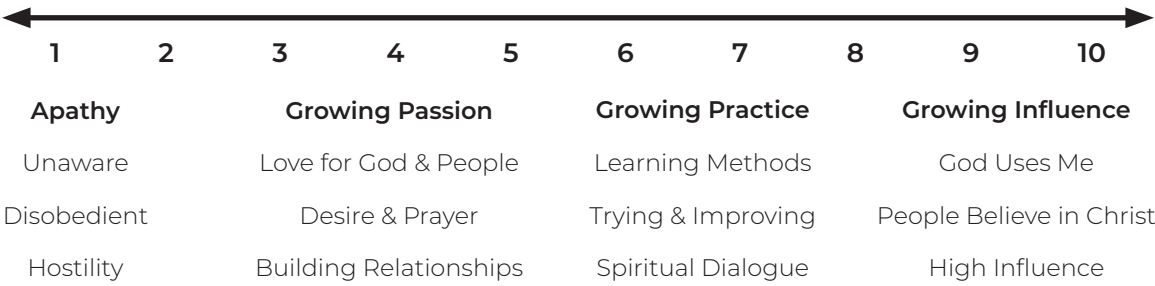 1 2 3 4 5 6 7 8 9 10
Apathy Growing Passion Growing Practice Growing Influence
Unaware Love for God & People Learning Methods God Uses Me
Disobedient Desire & Prayer Trying & Improving People Believe in Christ
Hostility Building Relationships Spiritual Dialogue High Influence